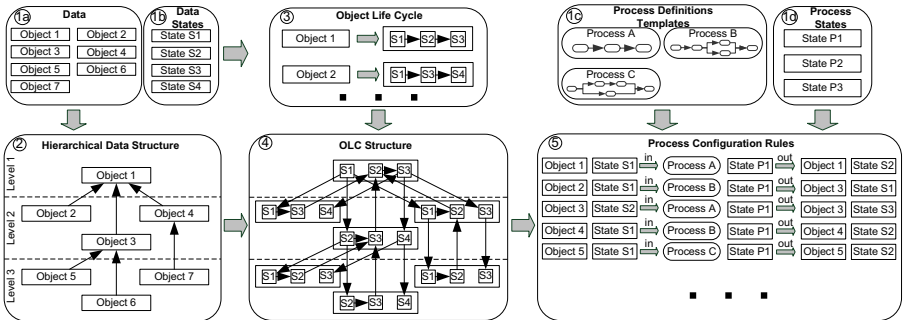 1a Data
Object 1 Object 2
Object 3 Object 4
Object 5 Object 6
Object 7
1b Data States
State S1
State S2
State S3
State S4
3 Object Life Cycle
Object 1 S1 S2 S3
Object 2 S1 S3 S4
1c Process Definitions Templates
Process A Process B
Process C
1d Process States
State P1
State P2
State P3
2 Hierarchical Data Structure
Level 1
Object 1
Level 2
Object 2 Object 4
Object 3
Level 3
Object 5 Object 7
Object 6
4 OLC Structure
S1 S2 S3
S1 S3 S4 S1 S2 S3
S2 S3 S4
S1 S2 S3 S1 S2 S3
S2 S3 S4
5 Process Configuration Rules
Object 1 State S1 in Process A State P1 out Object 1 State S2
Object 2 State S1 in Process B State P1 out Object 3 State S1
Object 3 State S2 in Process A State P1 out Object 3 State S3
Object 4 State S1 in Process B State P1 out Object 4 State S2
Object 5 State S1 in Process C State P1 out Object 5 State S2